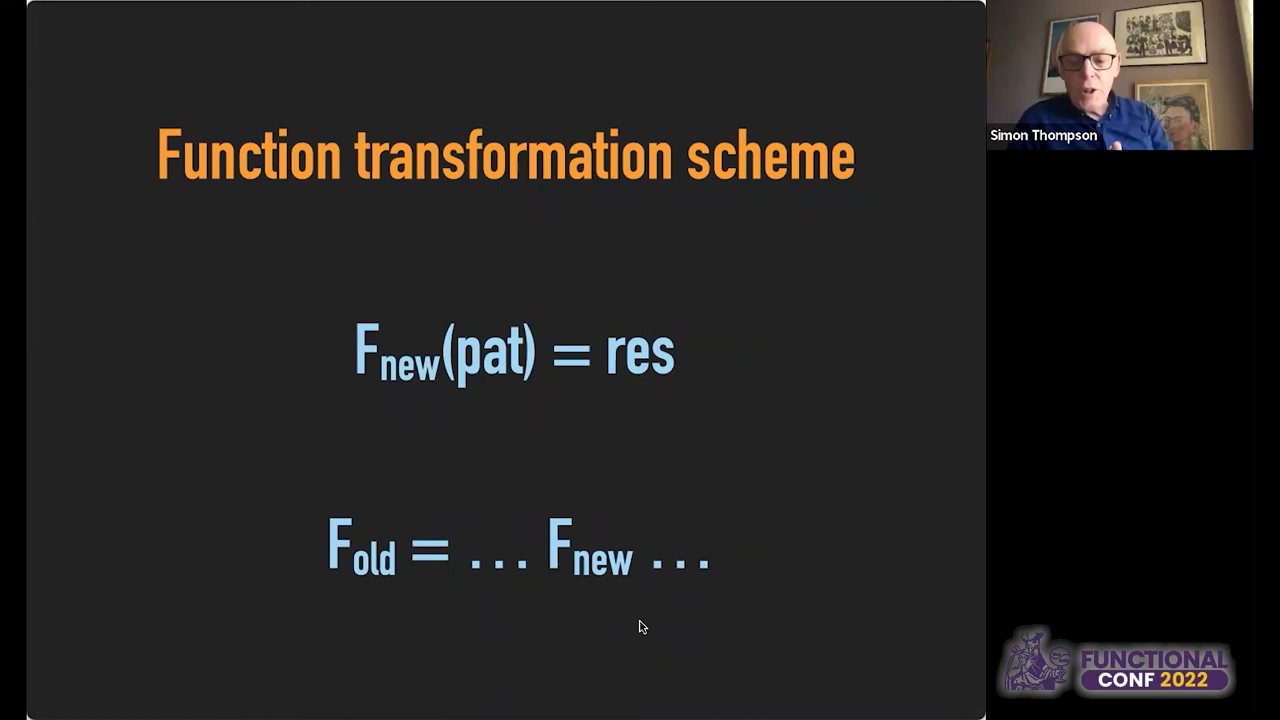 Function transformation scheme
Fnew(pat) = res
Fold = ... Fnew ...
Simon Thompson
FUNCTIONAL
CONF 2022